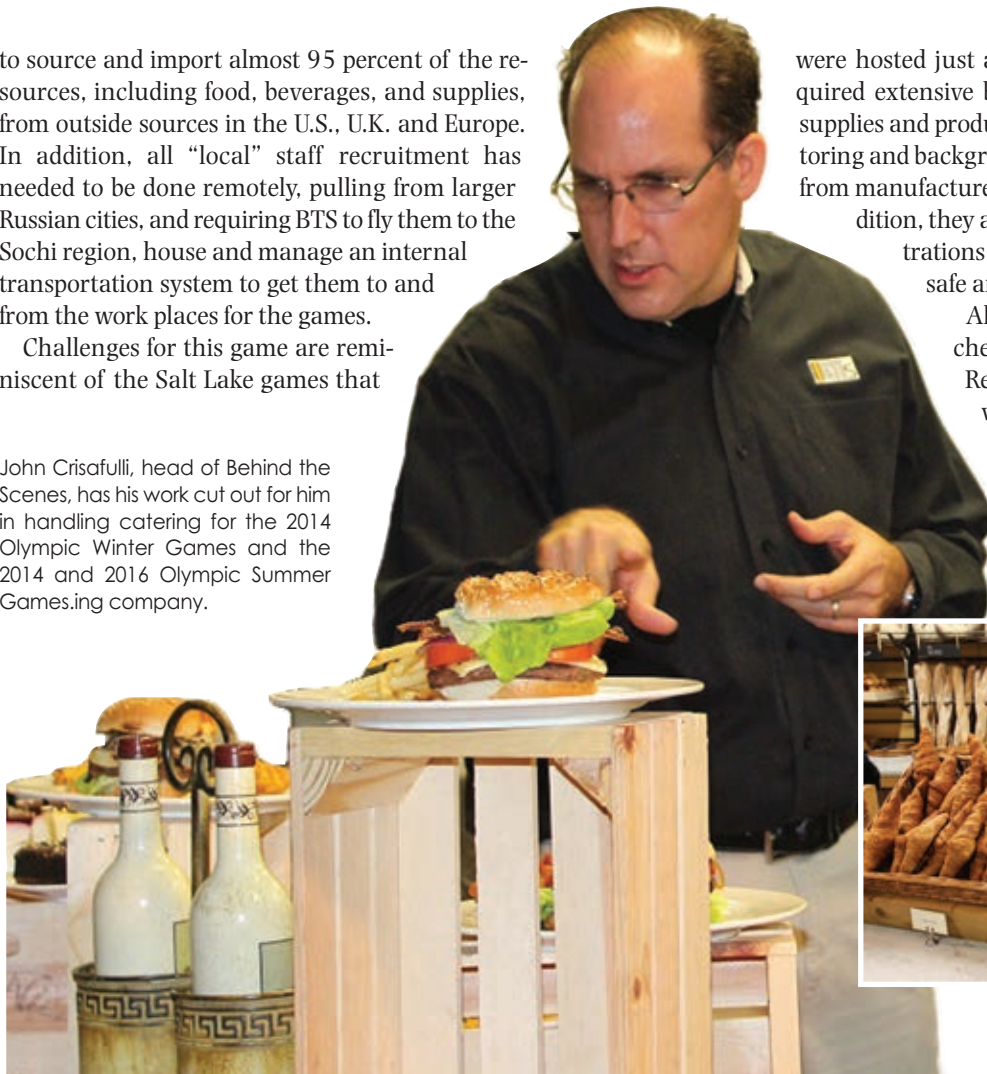 to source and import almost 95 percent of the re-
sources, including food, beverages, and supplies,
from outside sources in the U.S., U.K. and Europe.
In addition, all “local” staff recruitment has
needed to be done remotely, pulling from larger
Russian cities, and requiring BTS to fly them to the
Sochi region, house and manage an internal
transportation system to get them to and
from the work places for the games.
Challenges for this game are remi-
niscent of the Salt Lake games that
John Crisafulli, head of Behind the
Scenes, has his work cut out for him
in handling catering for the 2014
Olympic Winter Games and the
2014 and 2016 Olympic Summer
Games.ing company.
were hosted just a
quired extensive b
supplies and produ
toring and backgr
from manufacture
dition, they a
trations
safe a
Al
che
Re